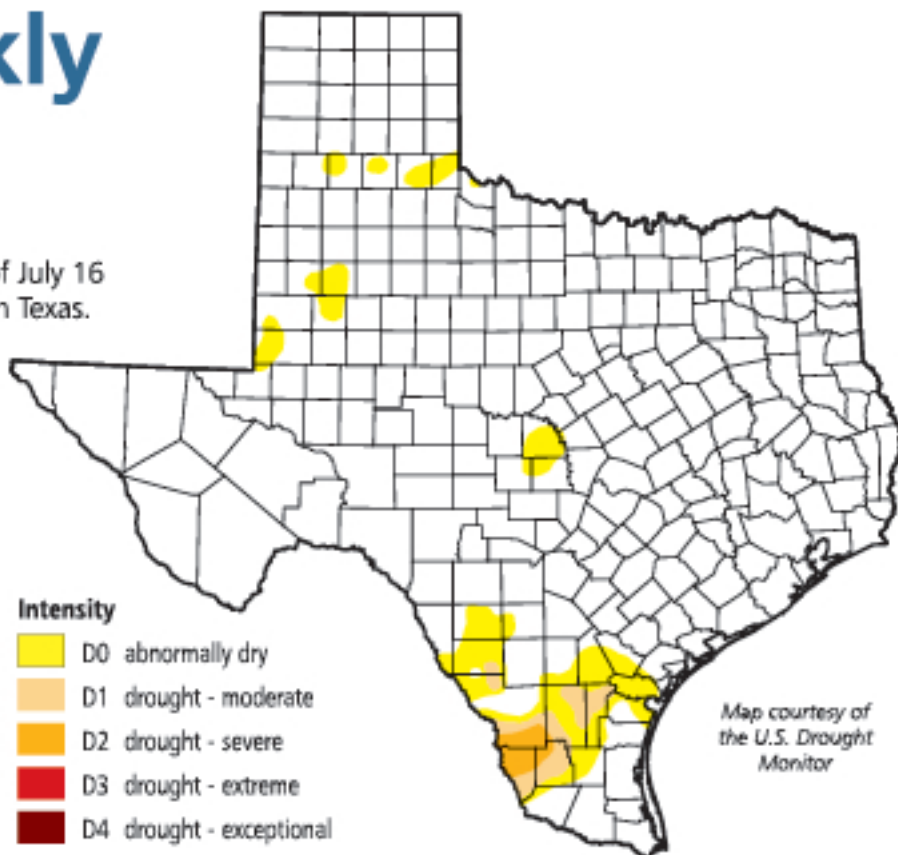 kly
f July 16
n Texas.
Intensity
D0 abnormally dry
D1 drought - moderate
D2 drought - severe
D3 drought - extreme
D4 drought - exceptional
Map courtesy of
the U.S. Drought
Monitor